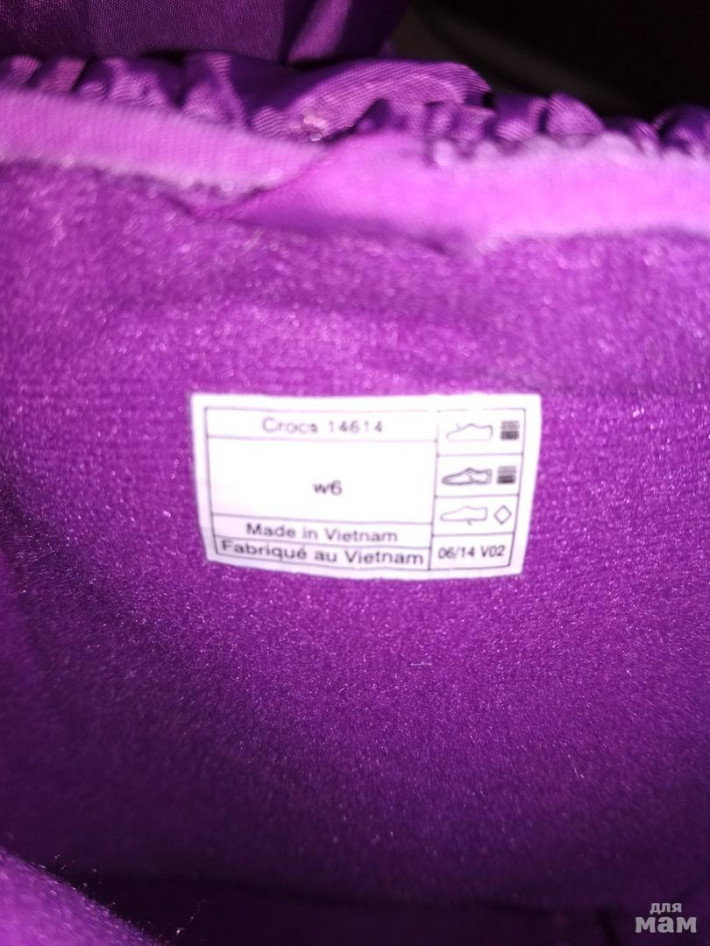 Crocs 14614
w6
Made in Vietnam
Fabriqué au Vietnam
06/14 V02
для
мам